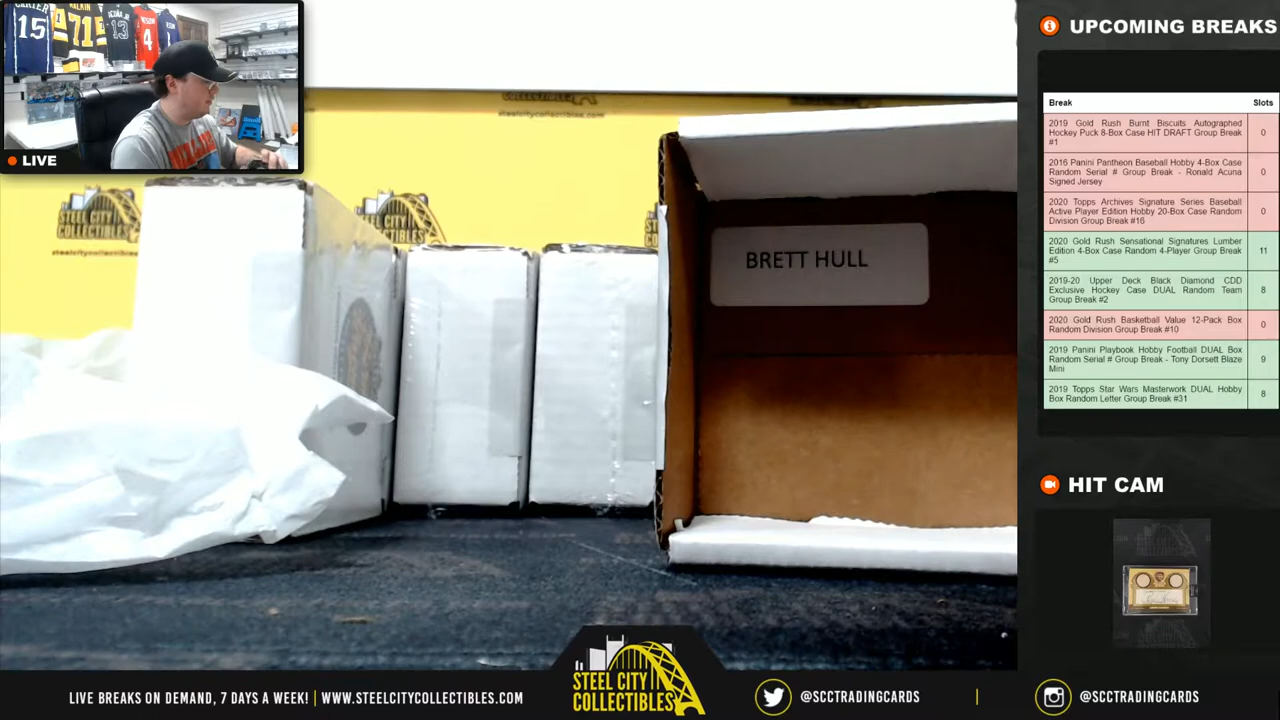 CARTER
15
MALKIN
71
13
4
LIVE
STEEL CITY
COLLECTIBLES
steelcitycollectibles.com
STEEL CITY
COLLECTIBLES
BRETT HULL
UPCOMING BREAKS
Break Slots
2019 Gold Rush Burnt Biscuits Autographed
Hockey Puck 8-Box Case HIT DRAFT Group Break
#1
0
2016 Panini Pantheon Baseball Hobby 4-Box Case
Random Serial # Group Break - Ronald Acuna
Signed Jersey
0
2020 Topps Archives Signature Series Baseball
Active Player Edition Hobby 20-Box Case Random
Division Group Break #16
0
2020 Gold Rush Sensational Signatures Lumber
Edition 4-Box Case Random 4-Player Group Break
#5
11
2019-20 Upper Deck Black Diamond CDD
Exclusive Hockey Case DUAL Random Team
Group Break #2
8
2020 Gold Rush Basketball Value 12-Pack Box
Random Division Group Break #10
0
2019 Panini Playbook Hobby Football DUAL Box
Random Serial # Group Break - Tony Dorsett Blaze
Mini
9
2019 Topps Star Wars Masterwork DUAL Hobby
Box Random Letter Group Break #31
8
HIT CAM
LIVE BREAKS ON DEMAND, 7 DAYS A WEEK! | WWW.STEELCITYCOLLECTIBLES.COM
STEEL CITY
COLLECTIBLES
@SCCTRADINGCARDS
@SCCTRADINGCARDS